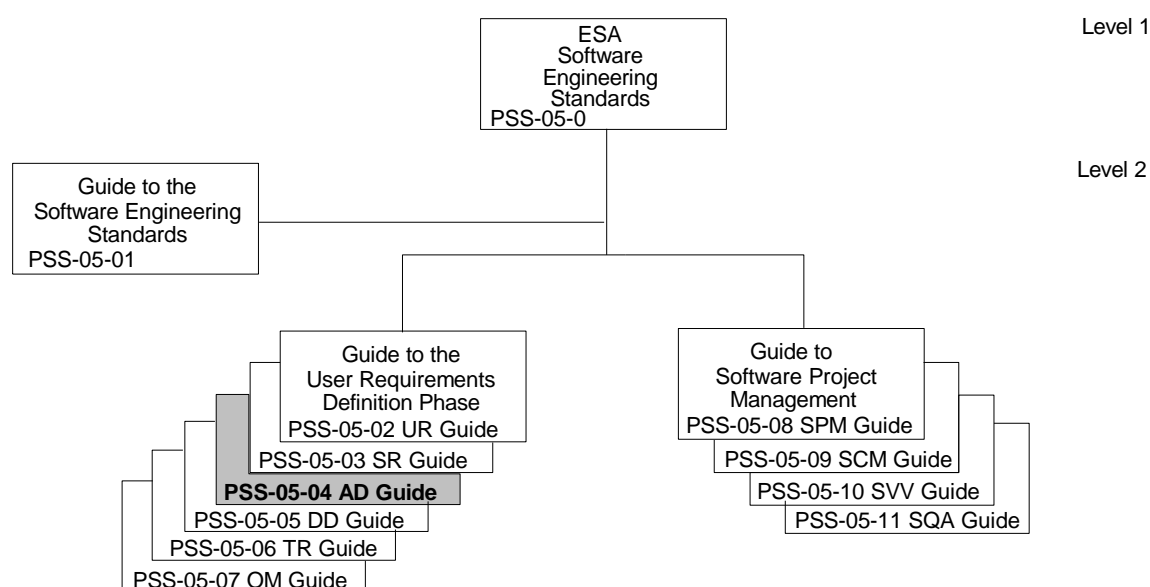 Level 1
ESA
Software
Engineering
Standards
PSS-05-0
Level 2
Guide to the
Software Engineering
Standards
PSS-05-01
Guide to the
User Requirements
Definition Phase
PSS-05-02 UR Guide
PSS-05-03 SR Guide
PSS-05-04 AD Guide
PSS-05-05 DD Guide
PSS-05-06 TR Guide
PSS-05-07 OM Guide
Guide to
Software Project
Management
PSS-05-08 SPM Guide
PSS-05-09 SCM Guide
PSS-05-10 SVV Guide
PSS-05-11 SQA Guide